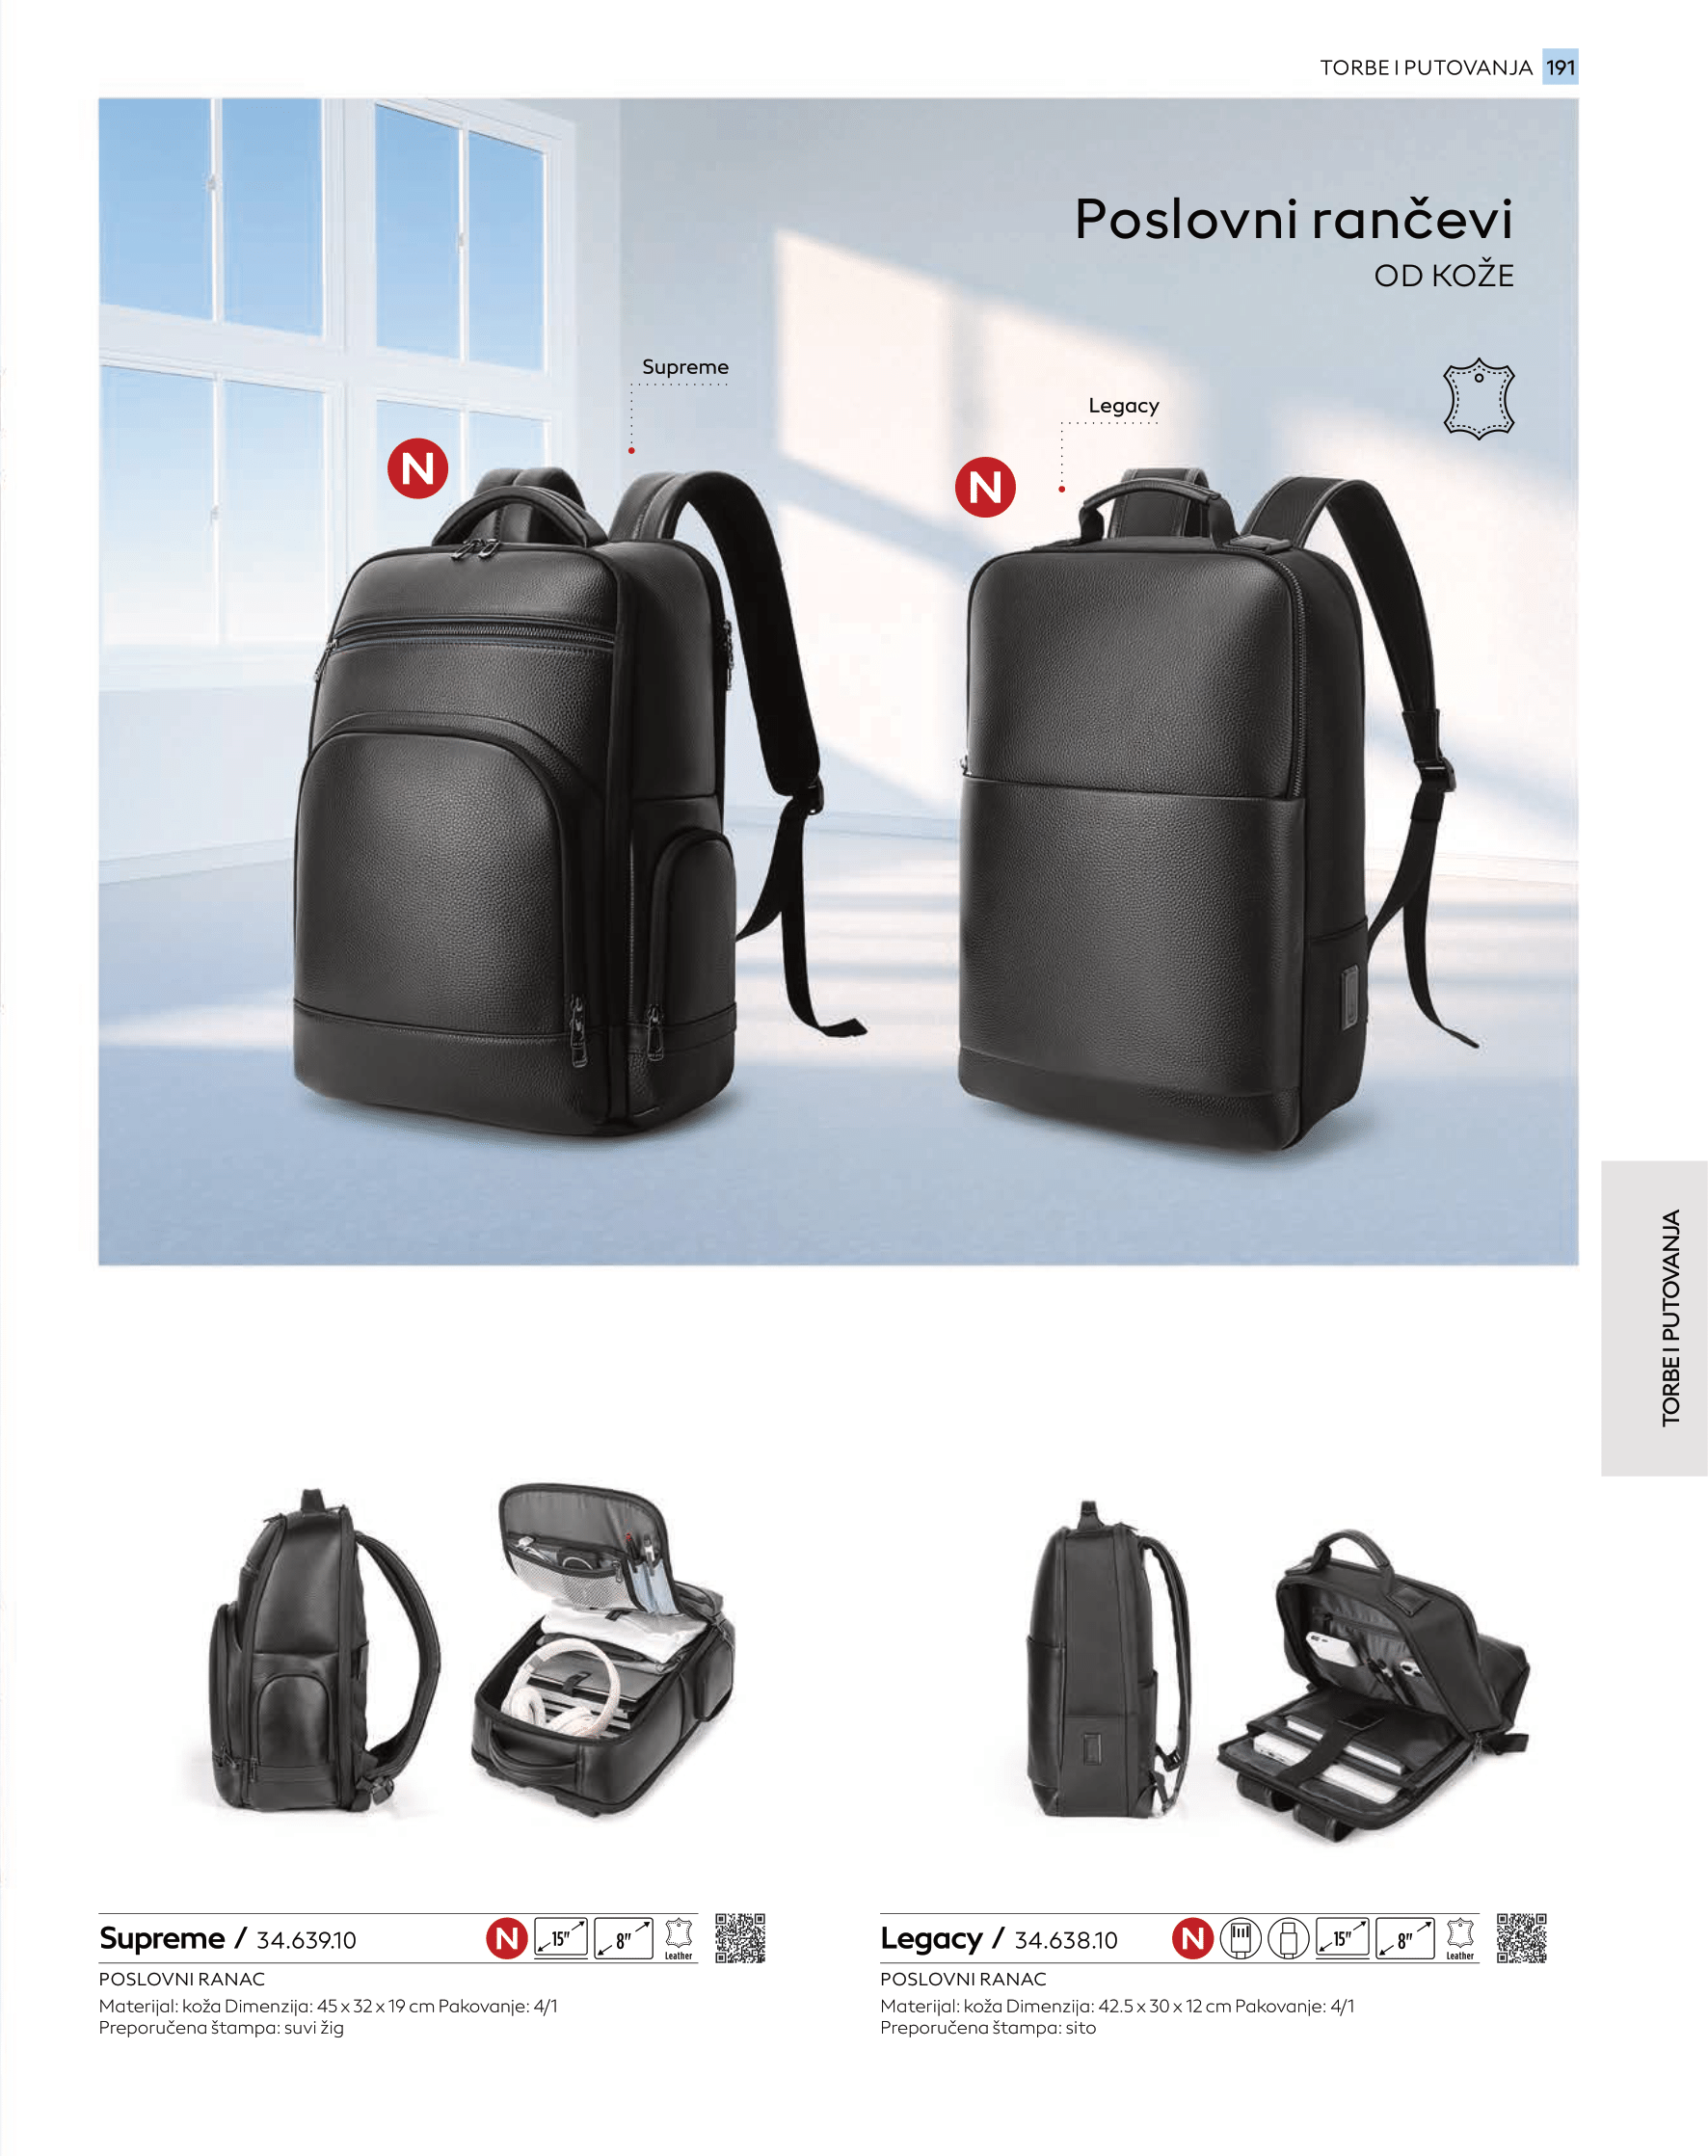 TORBE I PUTOVANJA 191
Poslovni rančevi
OD KOŽE
Supreme
Legacy
N
N
TORBE I PUTOVANJA
Supreme / 34.639.10 N 15" 8" Leather
POSLOVNI RANAC
Materijal: koža Dimenzija: 45 x 32 x 19 cm Pakovanje: 4/1
Preporučena štampa: suvi žig
Legacy / 34.638.10 N 15" 8" Leather
POSLOVNI RANAC
Materijal: koža Dimenzija: 42.5 x 30 x 12 cm Pakovanje: 4/1
Preporučena štampa: sito